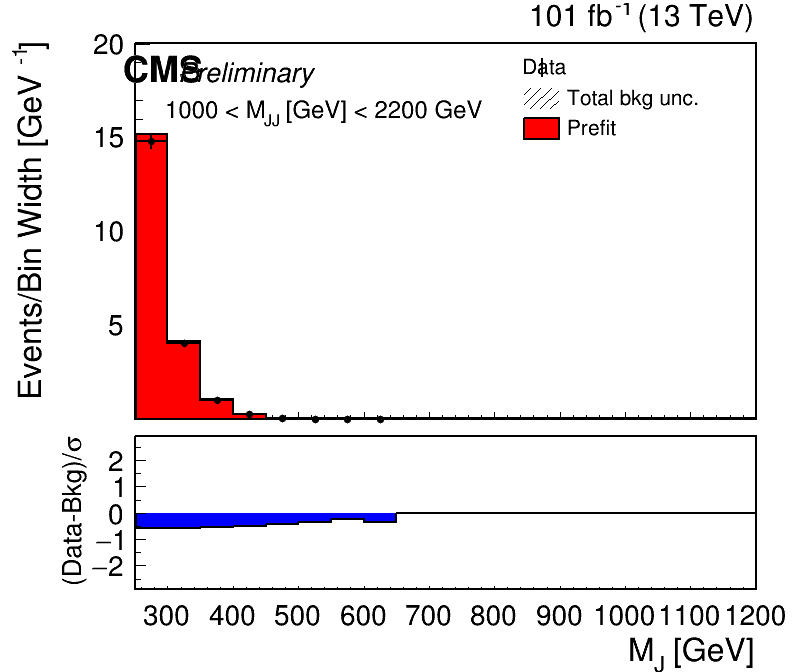 101 fb⁻¹ (13 TeV)
CMS Preliminary
1000 < M_JJ [GeV] < 2200 GeV
Data
Total bkg unc.
Prefit
Events/Bin Width [GeV⁻¹]
20
15
10
5
(Data-Bkg)/σ
2
1
0
−1
−2
300 400 500 600 700 800 900 1000 1100 1200
M_J [GeV]